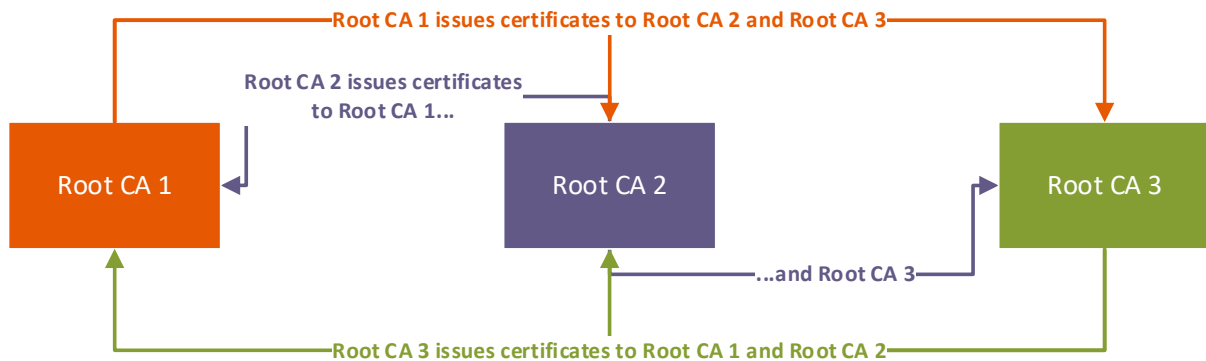 Root CA 1 issues certificates to Root CA 2 and Root CA 3
Root CA 2 issues certificates
to Root CA 1...
Root CA 1
Root CA 2
Root CA 3
...and Root CA 3
Root CA 3 issues certificates to Root CA 1 and Root CA 2